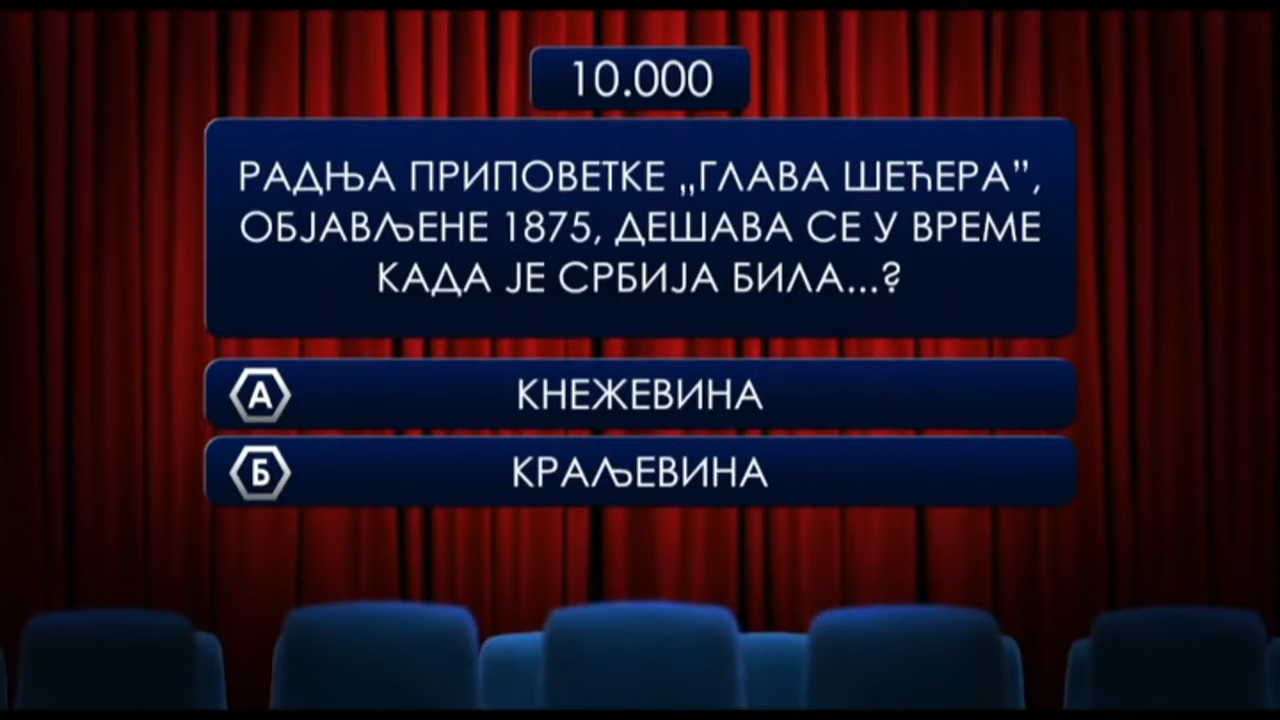 10.000
РАДЊА ПРИПОВЕТКЕ „ГЛАВА ШЕЋЕРА”,
ОБЈАВЉЕНЕ 1875, ДЕШАВА СЕ У ВРЕМЕ
КАДА ЈЕ СРБИЈА БИЛА...?
А КНЕЖЕВИНА
Б КРАЉЕВИНА